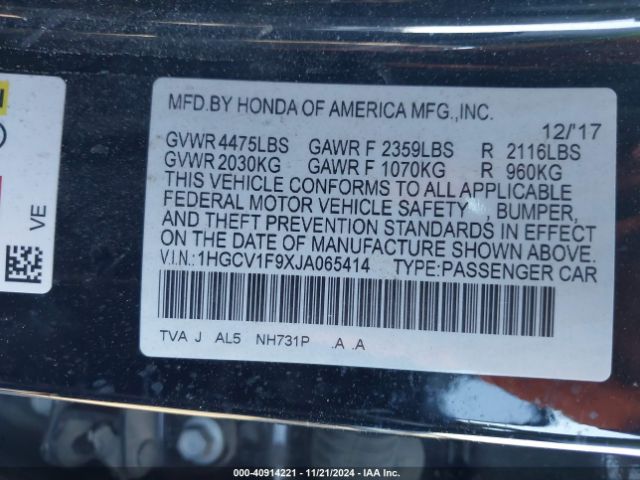 MFD.BY HONDA OF AMERICA MFG.,INC.
12/'17
GVWR 4475LBS GAWR F 2359LBS R 2116LBS
GVWR 2030KG GAWR F 1070KG R 960KG
THIS VEHICLE CONFORMS TO ALL APPLICABLE
FEDERAL MOTOR VEHICLE SAFETY , BUMPER,
AND THEFT PREVENTION STANDARDS IN EFFECT
ON THE DATE OF MANUFACTURE SHOWN ABOVE.
V.I.N.:1HGCV1F9XJA065414 TYPE:PASSENGER CAR
TVA J AL5 NH731P .A .A
VE
000-40914221 - 11/21/2024 - IAA Inc.